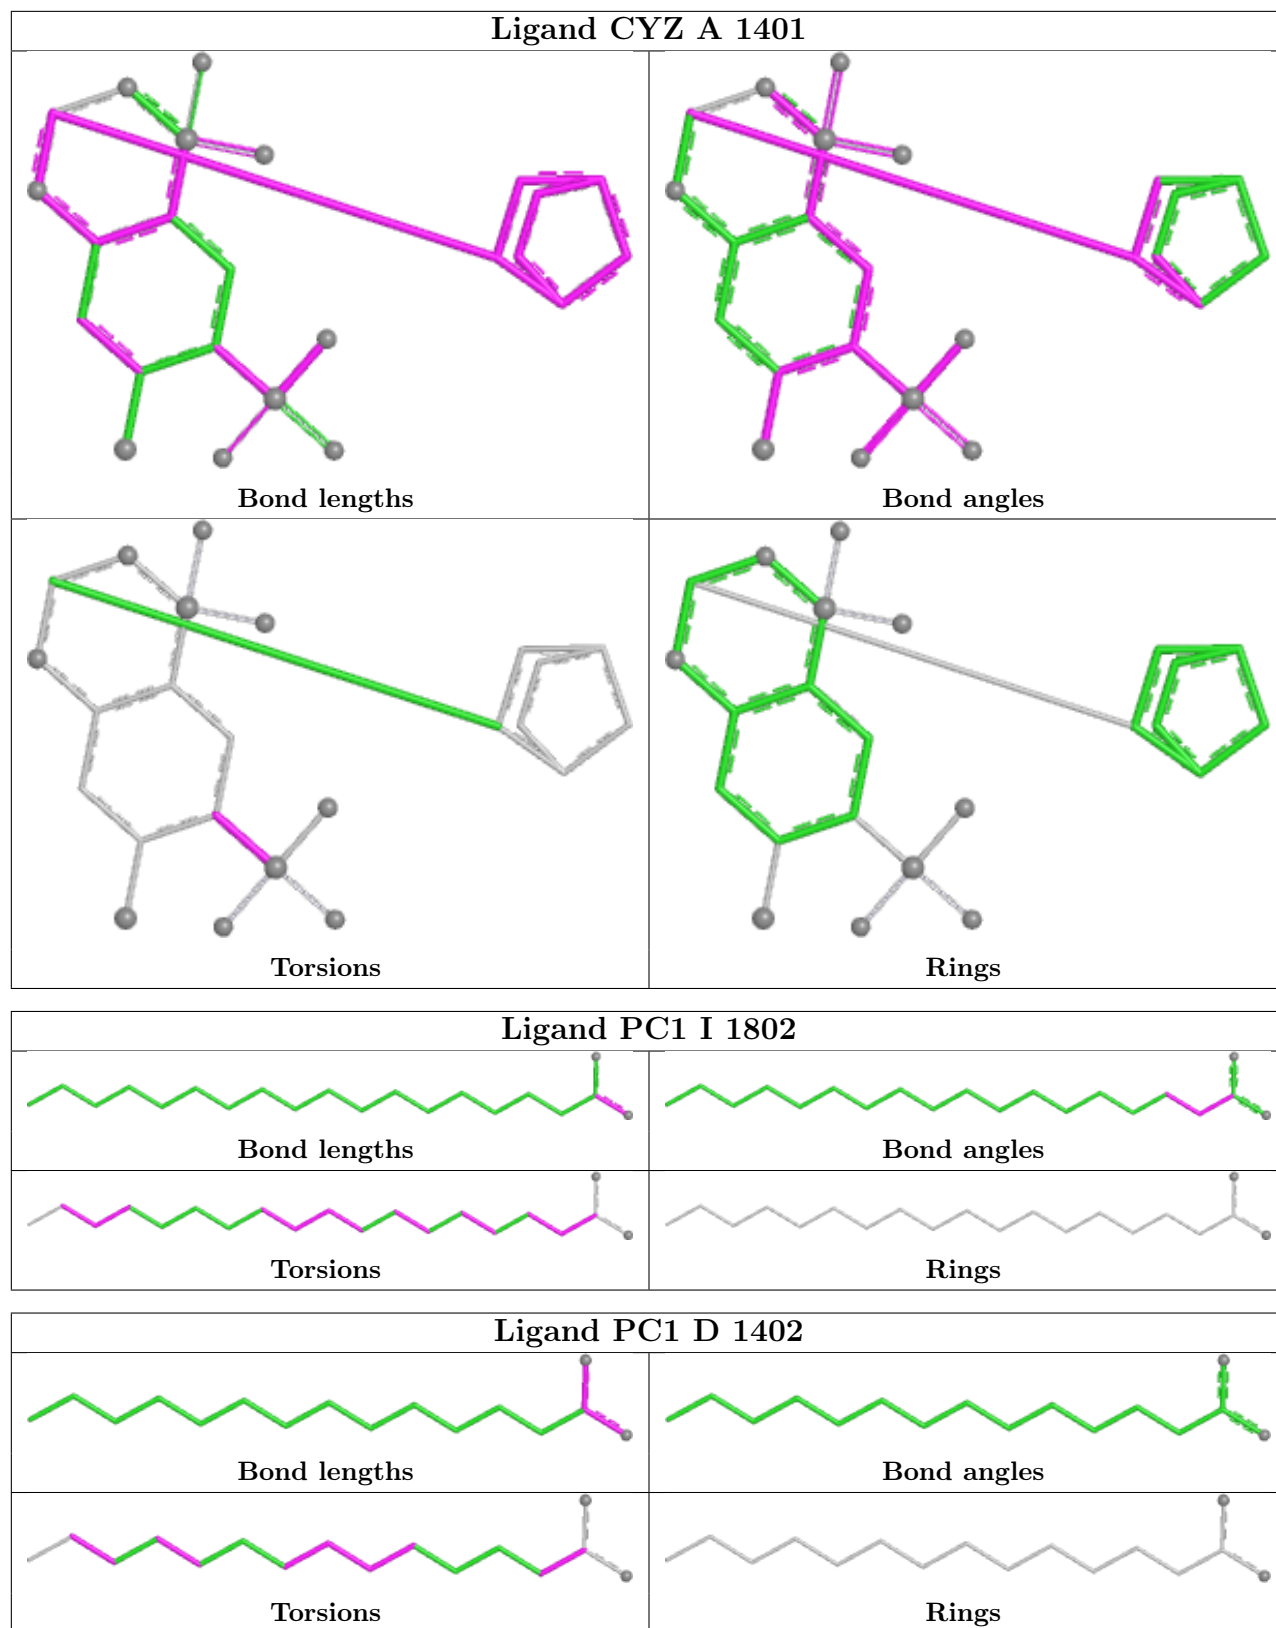 Ligand CYZ A 1401
Bond lengths
Bond angles
Torsions
Rings
Ligand PC1 I 1802
Bond lengths
Bond angles
Torsions
Rings
Ligand PC1 D 1402
Bond lengths
Bond angles
Torsions
Rings